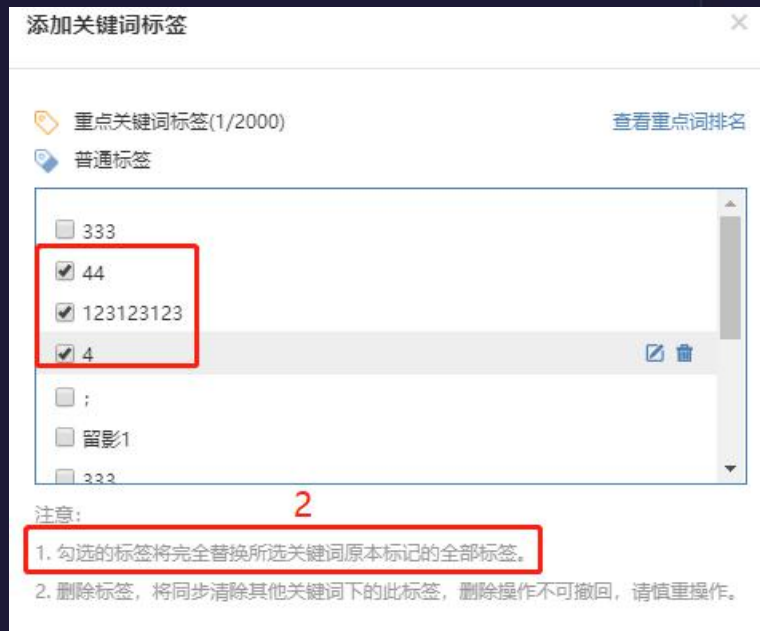 添加关键词标签
重点关键词标签(1/2000) 查看重点词排名
普通标签
333
44
123123123
4
;
留影1
333
2
注意:
1. 勾选的标签将完全替换所选关键词原本标记的全部标签。
2. 删除标签，将同步清除其他关键词下的此标签，删除操作不可撤回，请慎重操作。